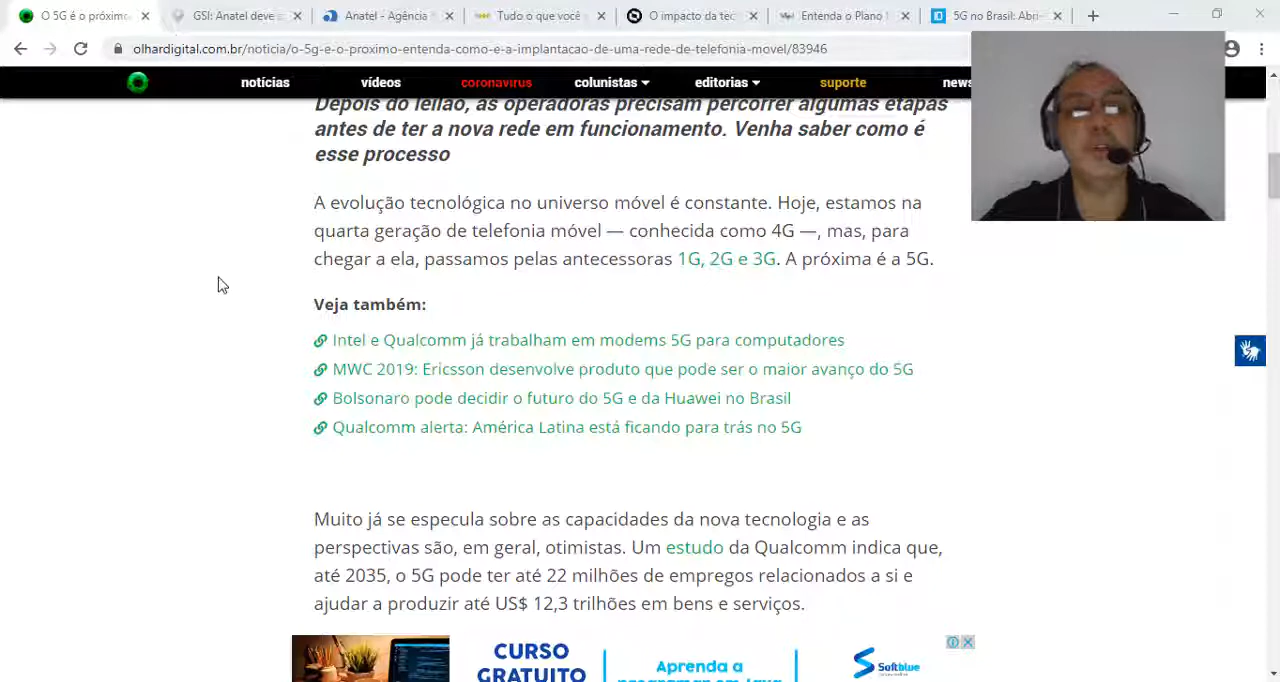 O 5G é o próximo
GSI: Anatel deve
Anatel - Agência
Tudo o que você
O impacto da tec
Entenda o Plano
5G no Brasil: Abri
olhardigital.com.br/noticia/o-5g-e-o-proximo-entenda-como-e-a-implantacao-de-uma-rede-de-telefonia-movel/83946
notícias vídeos coronavírus colunistas editorias suporte news
Depois do leilão, as operadoras precisam percorrer algumas etapas
antes de ter a nova rede em funcionamento. Venha saber como é
esse processo
A evolução tecnológica no universo móvel é constante. Hoje, estamos na
quarta geração de telefonia móvel — conhecida como 4G —, mas, para
chegar a ela, passamos pelas antecessoras 1G, 2G e 3G. A próxima é a 5G.
Veja também:
Intel e Qualcomm já trabalham em modems 5G para computadores
MWC 2019: Ericsson desenvolve produto que pode ser o maior avanço do 5G
Bolsonaro pode decidir o futuro do 5G e da Huawei no Brasil
Qualcomm alerta: América Latina está ficando para trás no 5G
Muito já se especula sobre as capacidades da nova tecnologia e as
perspectivas são, em geral, otimistas. Um estudo da Qualcomm indica que,
até 2035, o 5G pode ter até 22 milhões de empregos relacionados a si e
ajudar a produzir até US$ 12,3 trilhões em bens e serviços.
CURSO
GRATUITO
Aprenda a
Softblue